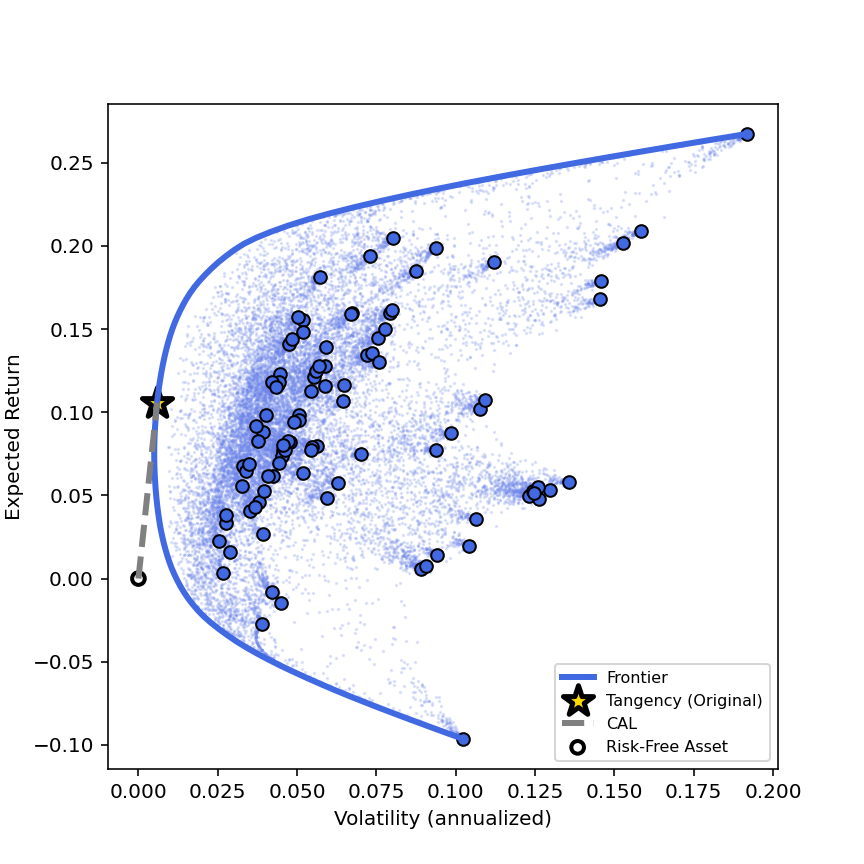 0.25
0.20
0.15
0.10
0.05
0.00
−0.05
−0.10
Expected Return
0.000 0.025 0.050 0.075 0.100 0.125 0.150 0.175 0.200
Volatility (annualized)
Frontier
Tangency (Original)
CAL
Risk-Free Asset